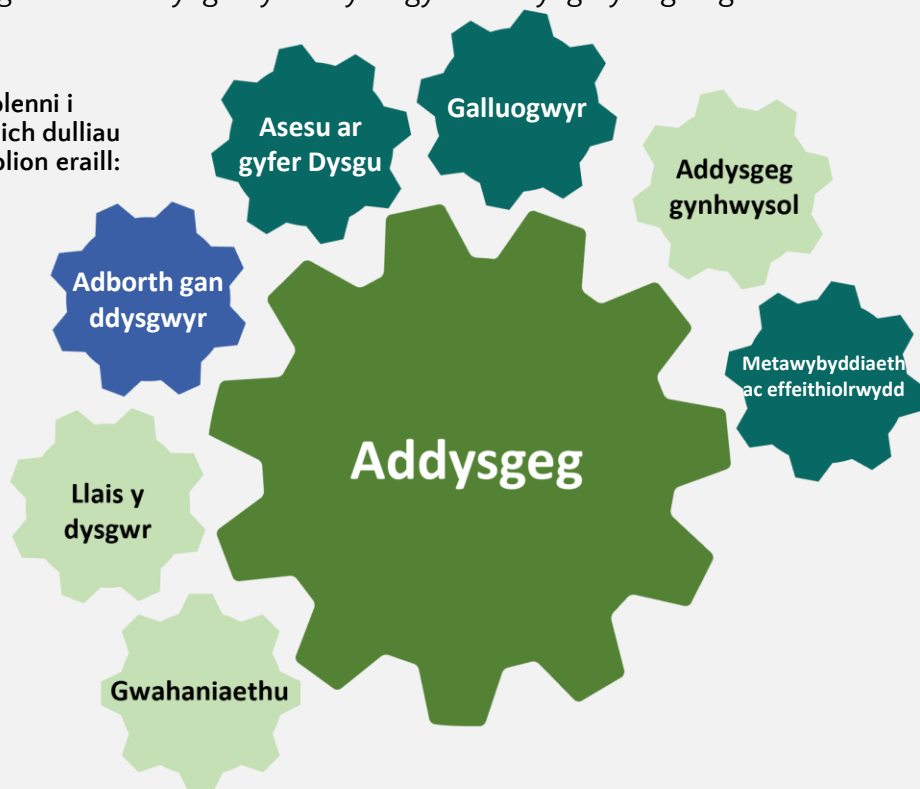 olenni i
ich dulliau
olion eraill:
Asesu ar
gyfer Dysgu
Galluogwyr
Addysgeg
gynhwysol
Adborth gan
ddysgwyr
Metawybyddiaeth
ac effeithiolrwydd
Addysgeg
Llais y
dysgwr
Gwahaniaethu